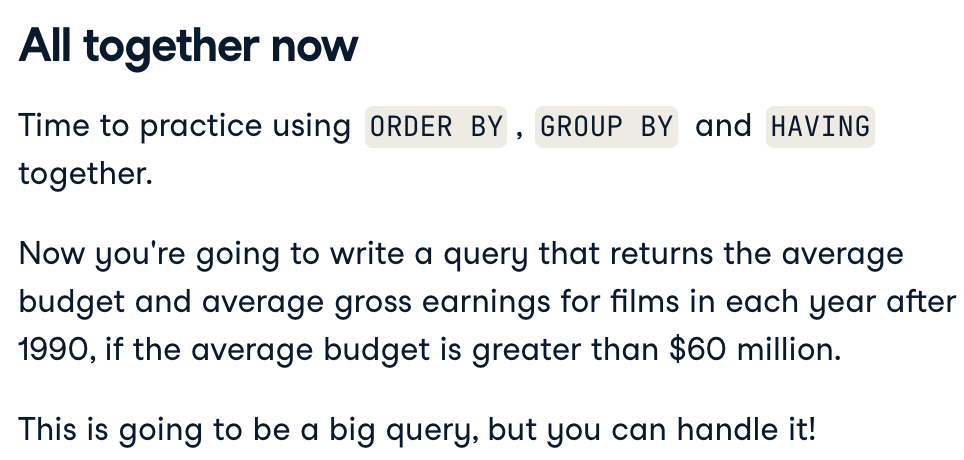 All together now
Time to practice using ORDER BY , GROUP BY and HAVING
together.
Now you're going to write a query that returns the average
budget and average gross earnings for films in each year after
1990, if the average budget is greater than $60 million.
This is going to be a big query, but you can handle it!